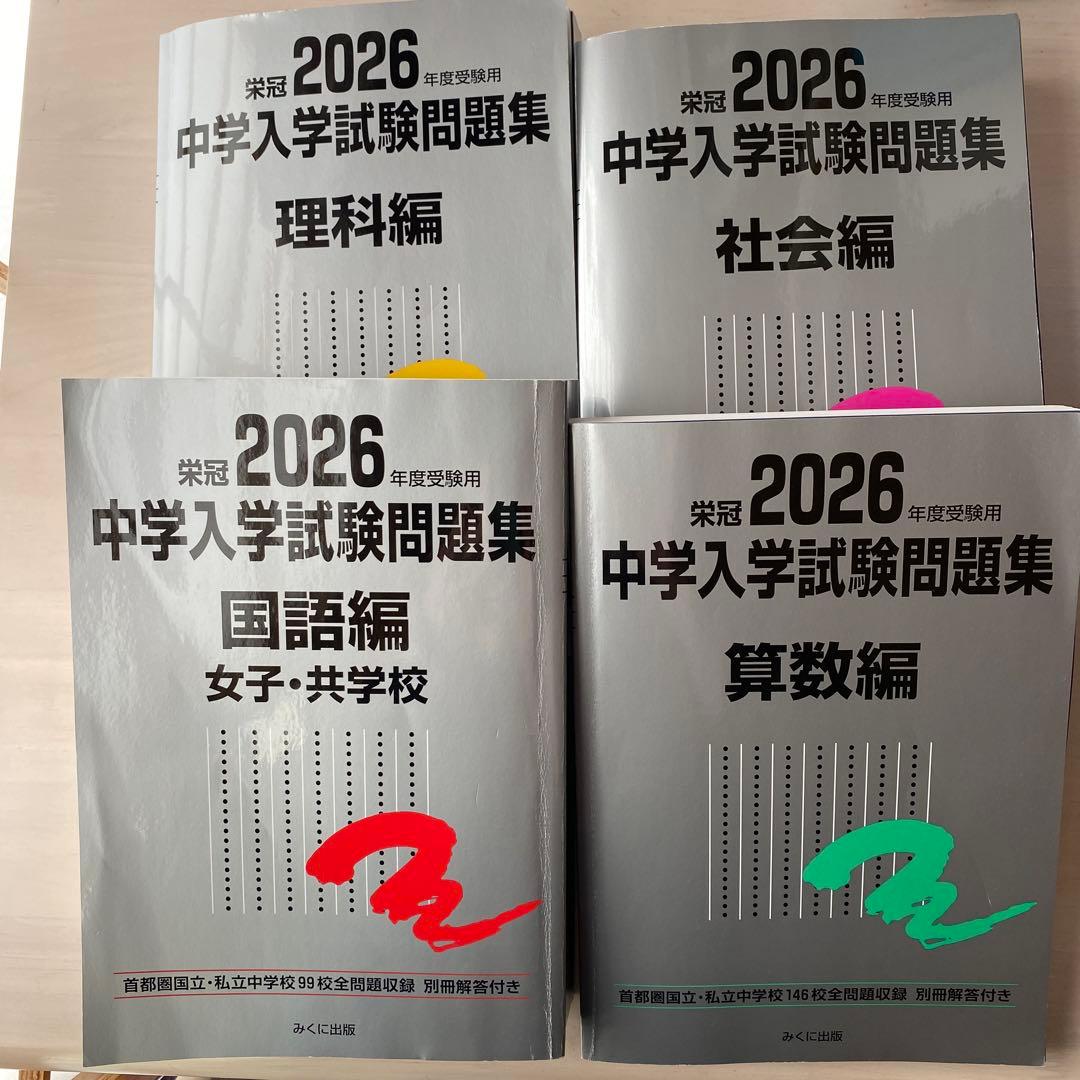 栄冠 2026 年度受験用
中学入学試験問題集
理科編
栄冠 2026 年度受験用
中学入学試験問題集
社会編
栄冠 2026 年度受験用
中学入学試験問題集
国語編
女子・共学校
首都圏国立・私立中学校99校全問題収録 別冊解答付き
みくに出版
栄冠 2026 年度受験用
中学入学試験問題集
算数編
首都圏国立・私立中学校146校全問題収録 別冊解答付き
みくに出版